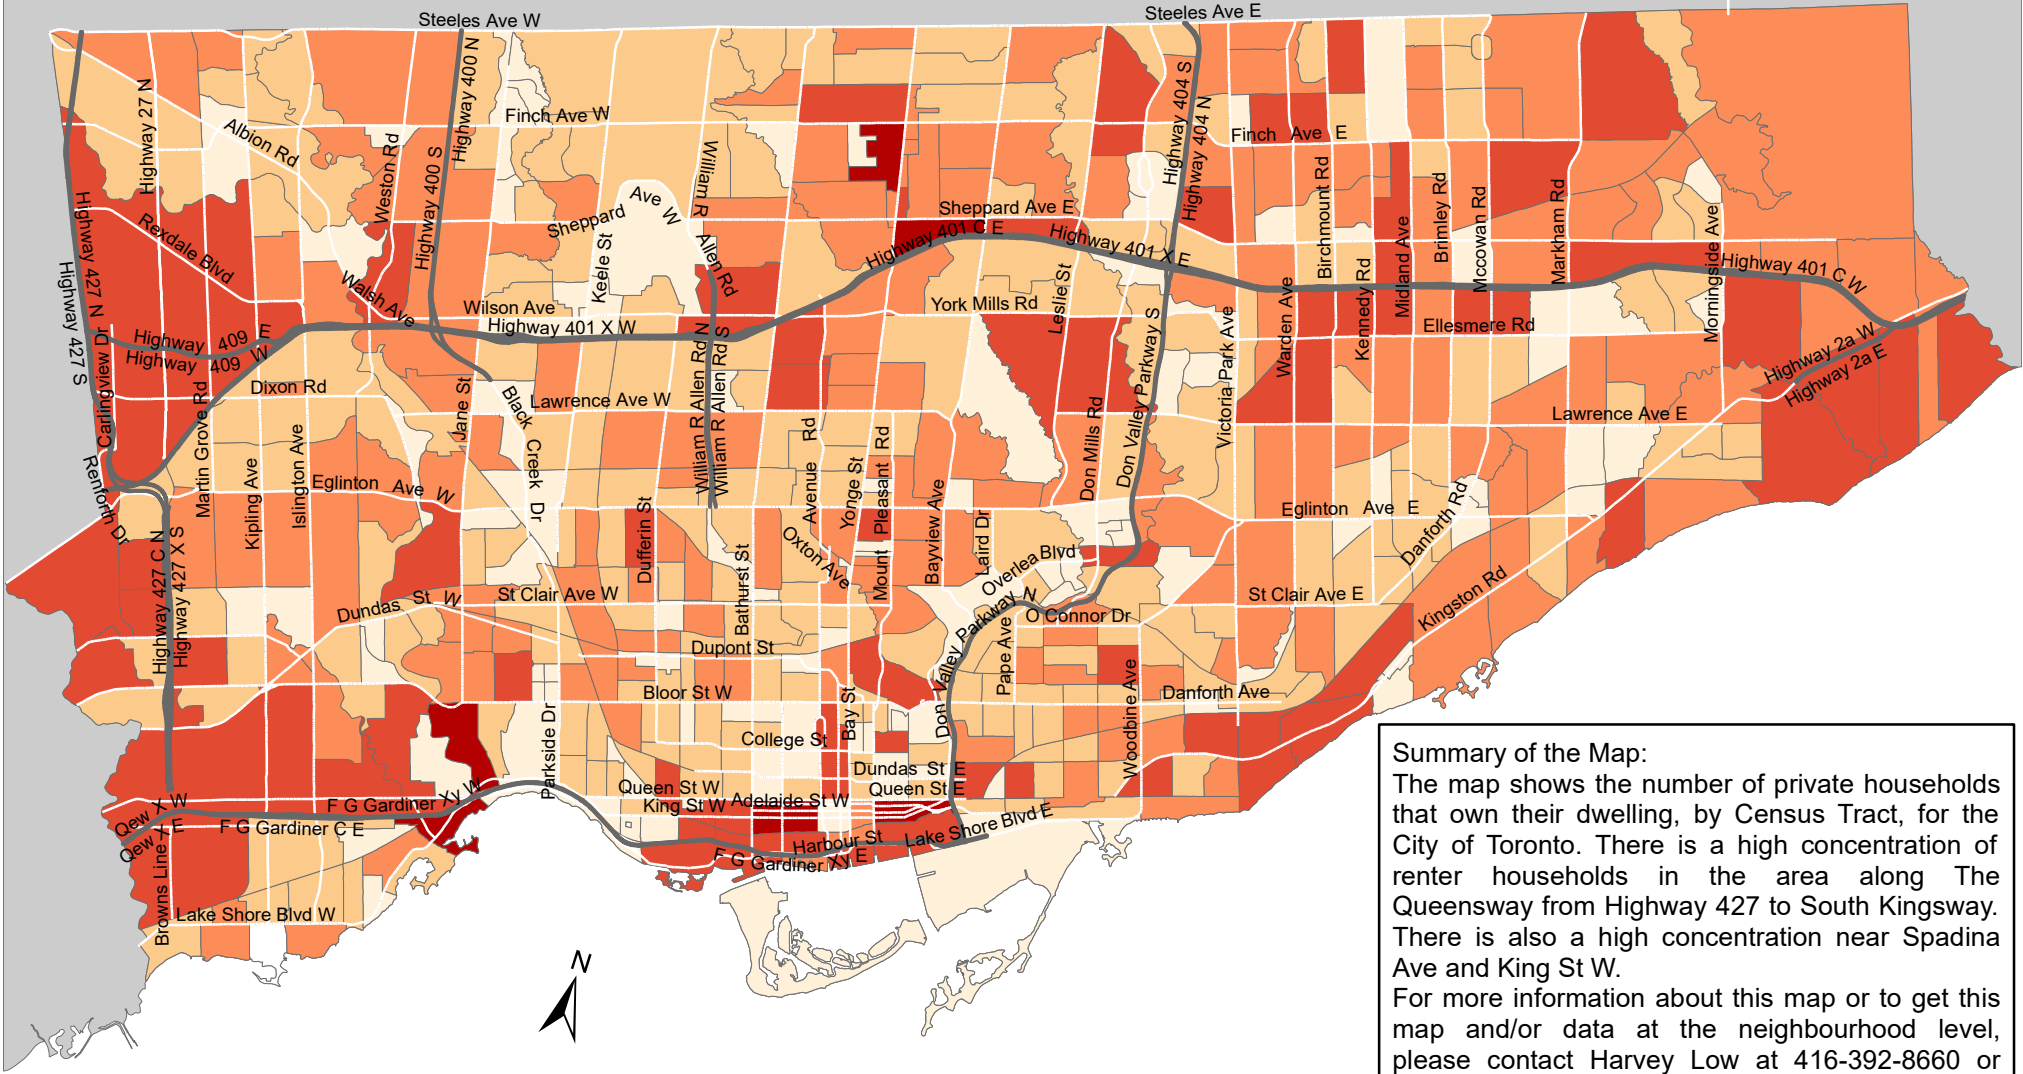 Steeles Ave W
Steeles Ave E
Highway 27 N
Albion Rd
Weston Rd
Highway 400 N
Highway 400 S
Finch Ave W
William R
Allen Rd
Sheppard Ave W
Keele St
Highway 404 S
Highway 404 N
Finch Ave E
Sheppard Ave E
Highway 401 C E
Highway 401 X E
Birchmount Rd
Midland Ave
Brimley Rd
Mccowan Rd
Markham Rd
Morningside Ave
Highway 401 C W
Highway 427 N
Highway 427 S
Rexdale Blvd
Walsh Ave
Wilson Ave
Highway 401 X W
York Mills Rd
Leslie St
Warden Ave
Kennedy Rd
Ellesmere Rd
Highway 2a W
Highway 2a E
Highway 409 E
Highway 409 W
Carlingview Dr
Dixon Rd
Martin Grove Rd
Jane St
Black Creek Dr
Lawrence Ave W
William R Allen Rd N
William R Allen Rd S
Don Valley Parkway S
Victoria Park Ave
Lawrence Ave E
Renforth Dr
Kipling Ave
Islington Ave
Eglinton Ave W
Dufferin St
Avenue Rd
Yonge St
Mount Pleasant Rd
Bayview Ave
Laird Dr
Don Mills Rd
Eglinton Ave E
Danforth Rd
Highway 427 C N
Highway 427 X S
Oxton Ave
Overlea Blvd
Dundas St W
St Clair Ave W
Bathurst St
Don Valley Parkway N
O Connor Dr
St Clair Ave E
Kingston Rd
Dupont St
Pape Ave
Woodbine Ave
Bloor St W
Bay St
Danforth Ave
Parkside Dr
College St
Dundas St E
Queen St W
Queen St E
King St W
Adelaide St W
Qew X W
Qew X E
F G Gardiner Xy W
F G Gardiner C E
Harbour St
Lake Shore Blvd E
F G Gardiner Xy E
Browns Line
Lake Shore Blvd W
N
Summary of the Map:
The map shows the number of private households
that own their dwelling, by Census Tract, for the
City of Toronto. There is a high concentration of
renter households in the area along The
Queensway from Highway 427 to South Kingsway.
There is also a high concentration near Spadina
Ave and King St W.
For more information about this map or to get this
map and/or data at the neighbourhood level,
please contact Harvey Low at 416-392-8660 or